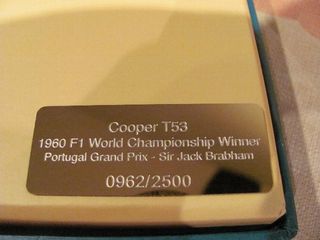 Cooper T53
1960 F1 World Championship Winner
Portugal Grand Prix - Sir Jack Brabham
0962/2500